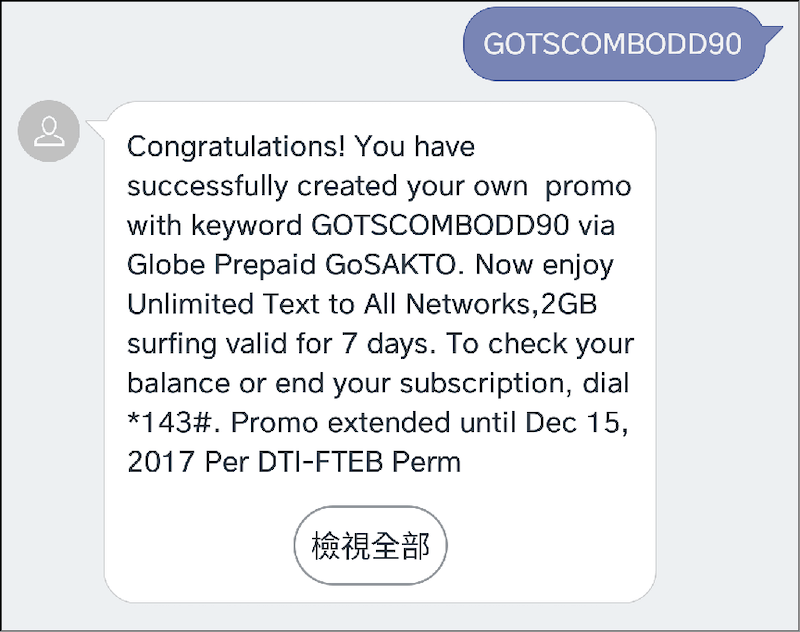 GOTSCOMBODD90
Congratulations! You have
successfully created your own  promo
with keyword GOTSCOMBODD90 via
Globe Prepaid GoSAKTO. Now enjoy
Unlimited Text to All Networks,2GB
surfing valid for 7 days. To check your
balance or end your subscription, dial
*143#. Promo extended until Dec 15,
2017 Per DTI-FTEB Perm
檢視全部